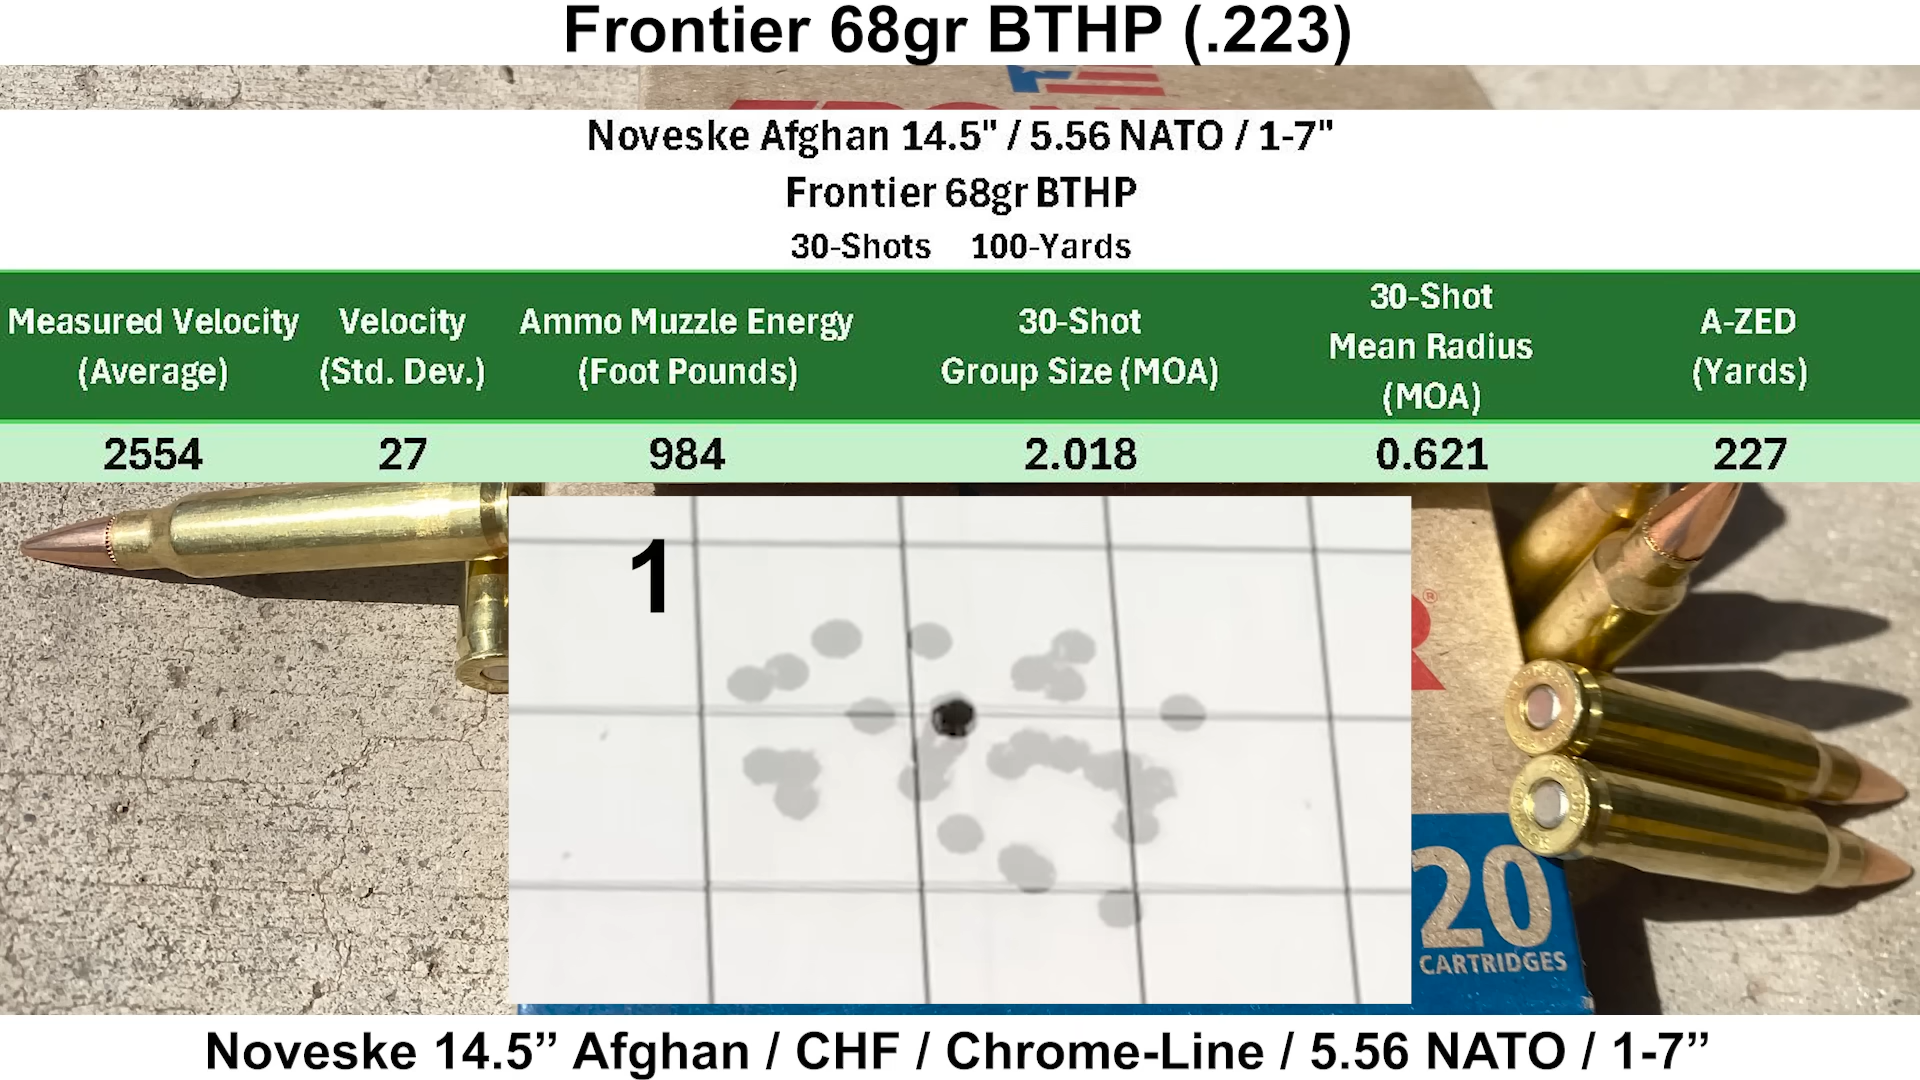 Frontier 68gr BTHP (.223)
Noveske Afghan 14.5" / 5.56 NATO / 1-7"
Frontier 68gr BTHP
30-Shots 100-Yards
Measured Velocity (Average)
Velocity (Std. Dev.)
Ammo Muzzle Energy (Foot Pounds)
30-Shot Group Size (MOA)
30-Shot Mean Radius (MOA)
A-ZED (Yards)
2554 27 984 2.018 0.621 227
1
R®
20
CARTRIDGES
Noveske 14.5” Afghan / CHF / Chrome-Line / 5.56 NATO / 1-7”